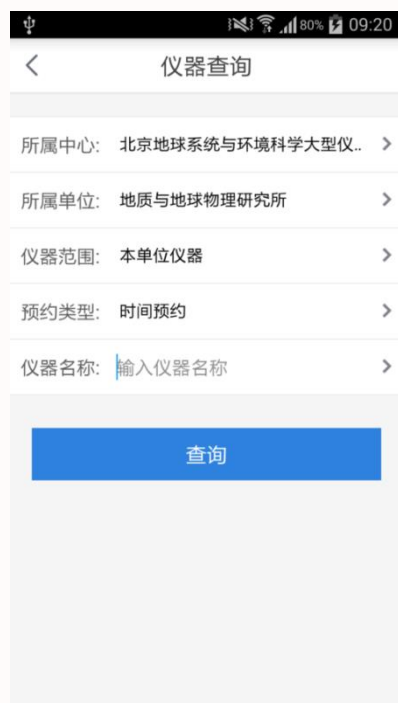 80% 09:20
仪器查询
所属中心: 北京地球系统与环境科学大型仪..
所属单位: 地质与地球物理研究所
仪器范围: 本单位仪器
预约类型: 时间预约
仪器名称: 输入仪器名称
查询